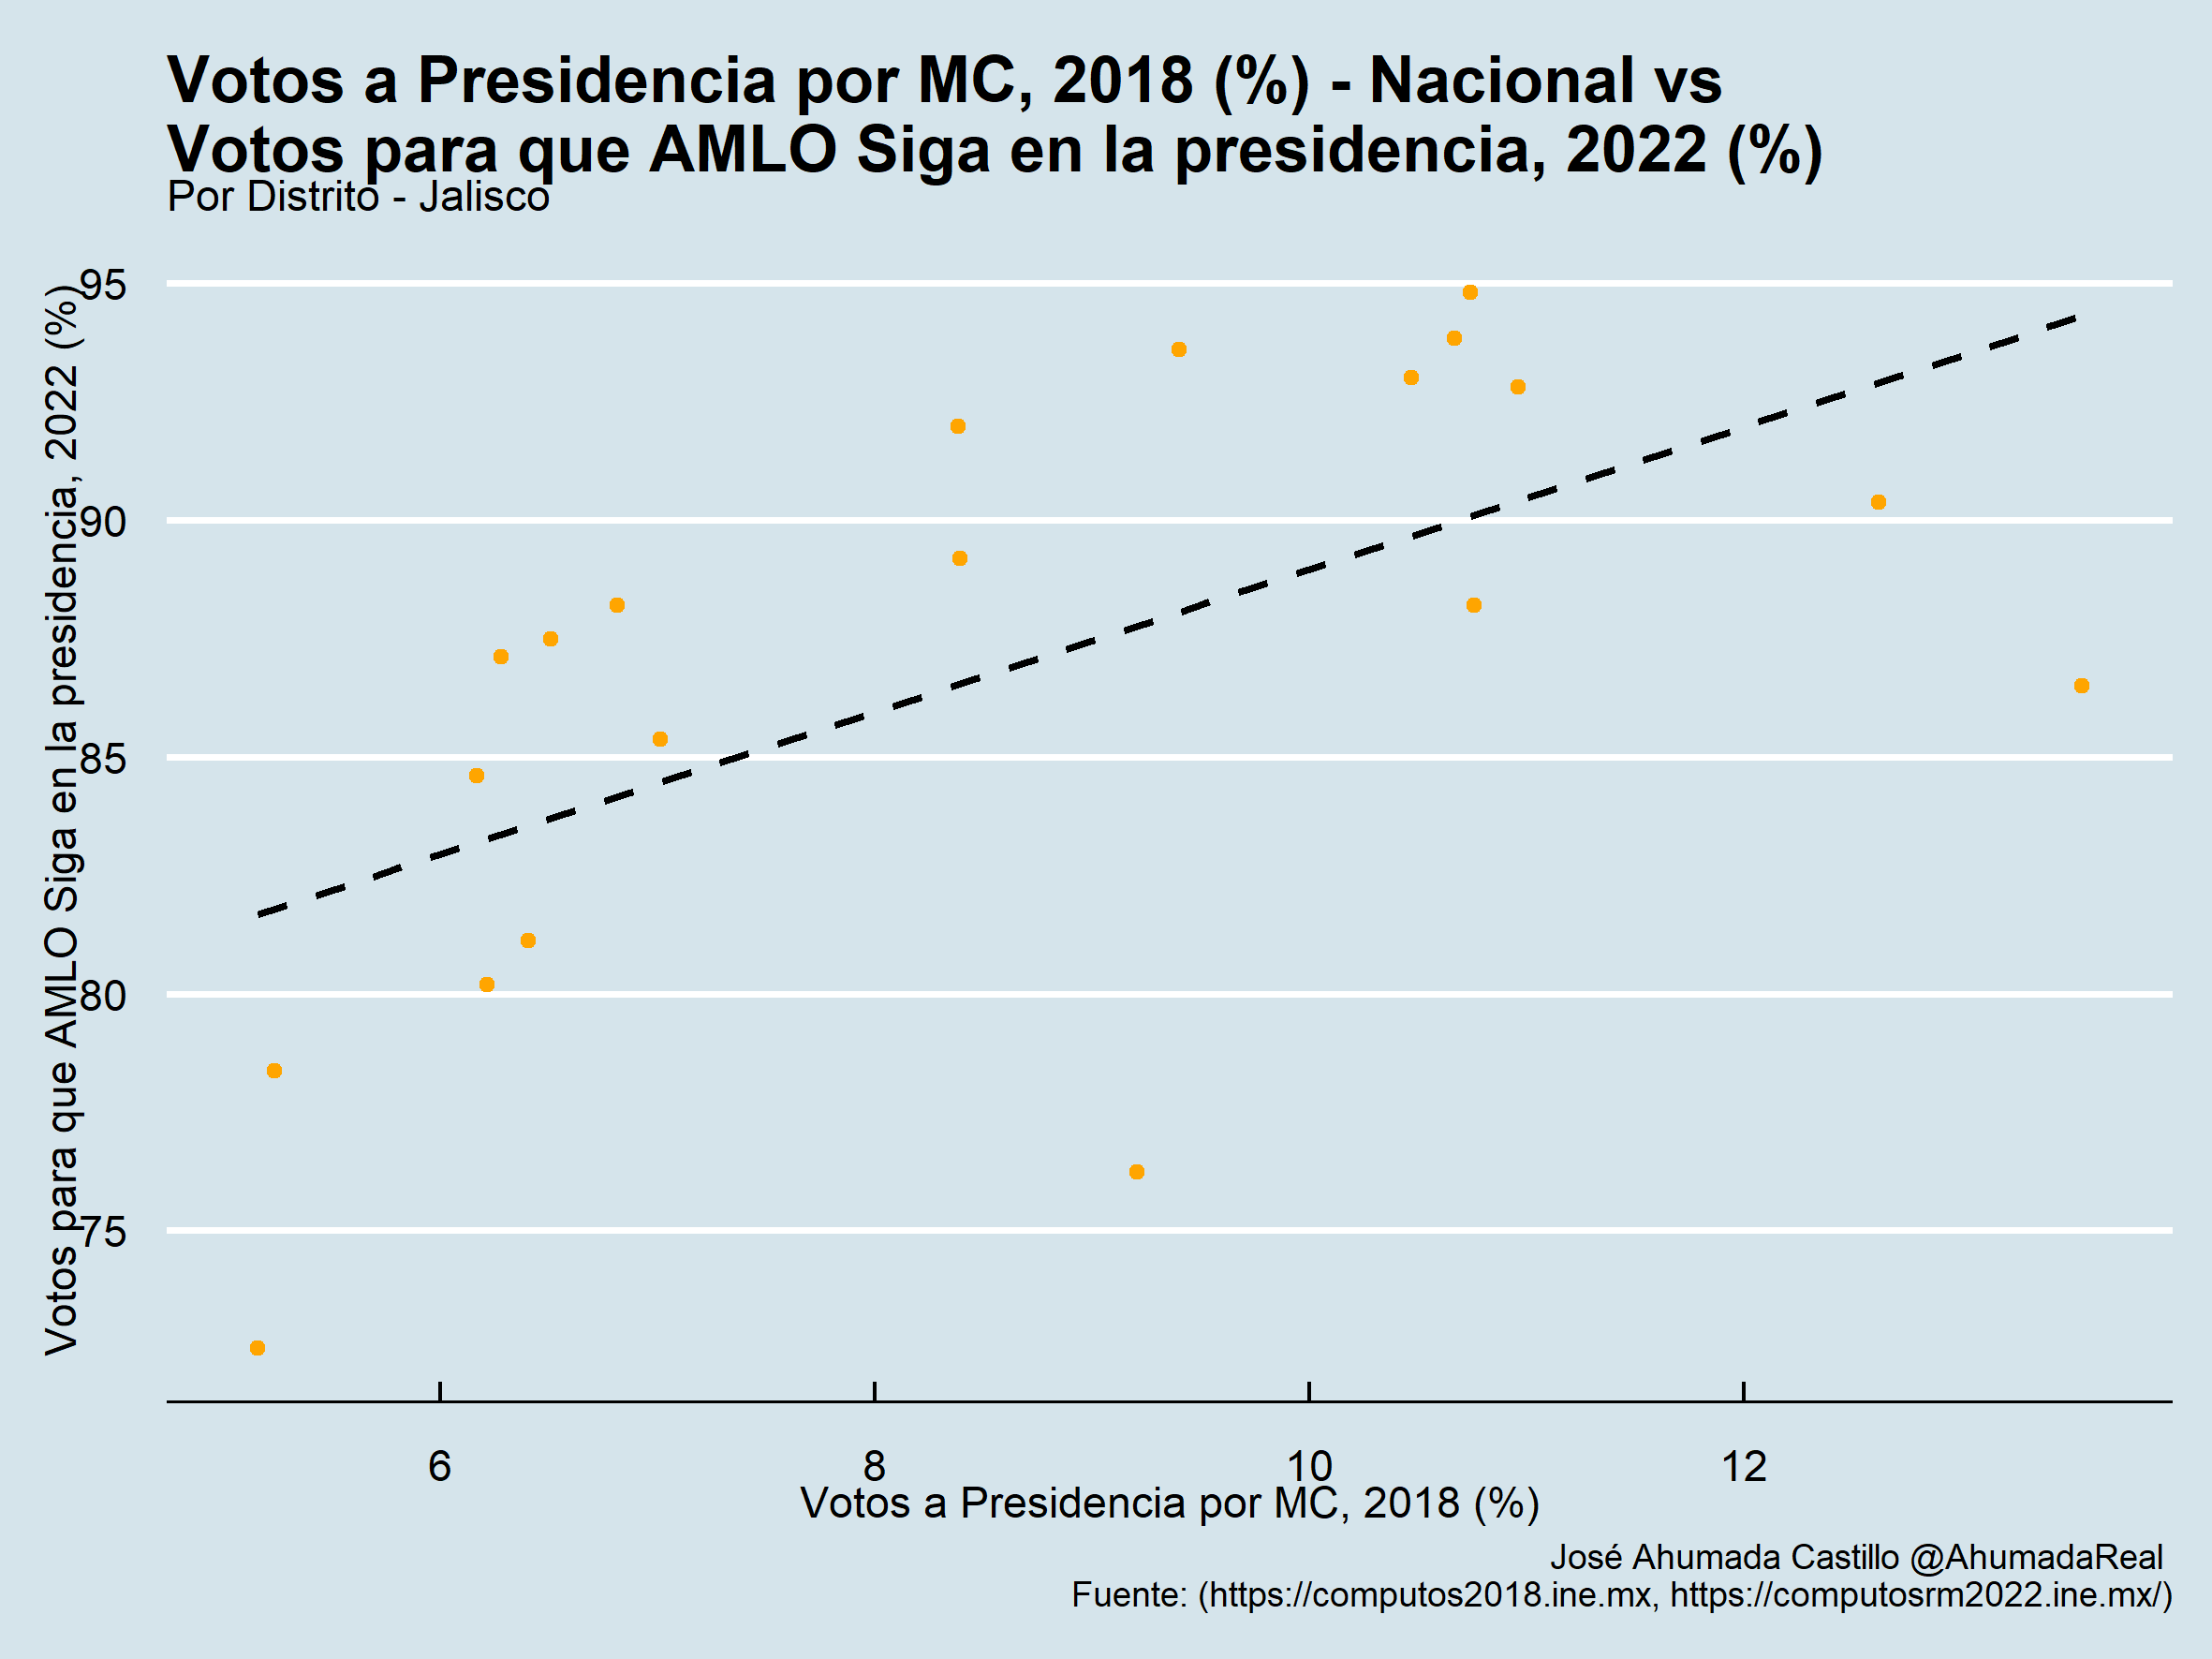 Votos a Presidencia por MC, 2018 (%) - Nacional vs
Votos para que AMLO Siga en la presidencia, 2022 (%)
Por Distrito - Jalisco
Votos para que AMLO Siga en la presidencia, 2022 (%)
95
90
85
80
75
6 8 10 12
Votos a Presidencia por MC, 2018 (%)
José Ahumada Castillo @AhumadaReal
Fuente: (https://computos2018.ine.mx, https://computosrm2022.ine.mx/)